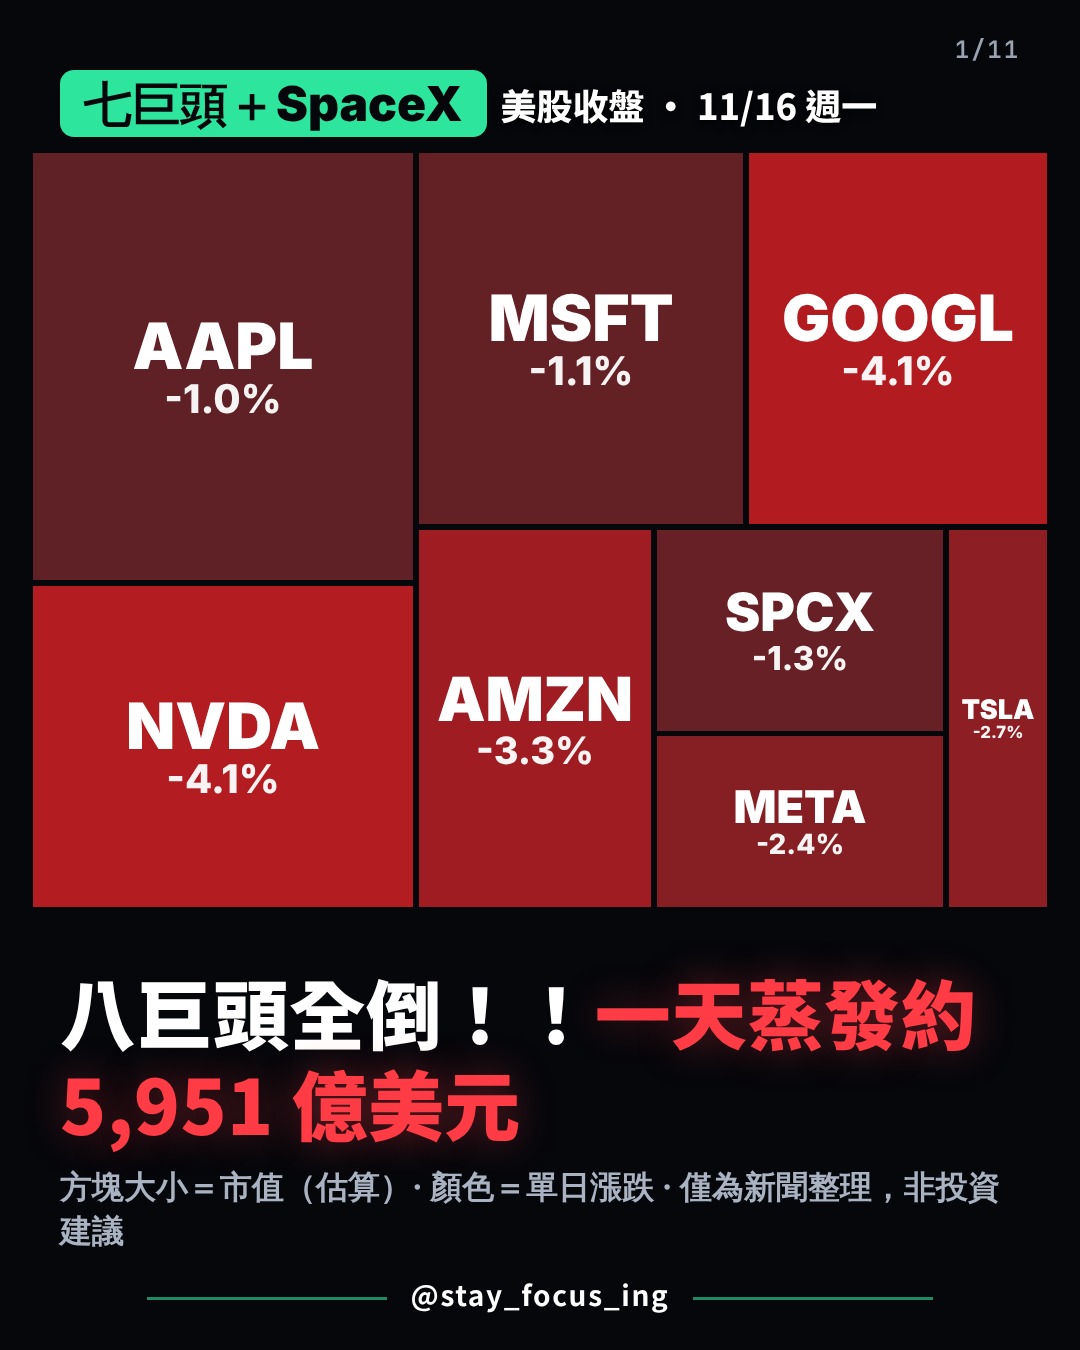 1/11
七巨頭＋SpaceX 美股收盤 · 11/16 週一
AAPL
-1.0%
MSFT
-1.1%
GOOGL
-4.1%
NVDA
-4.1%
AMZN
-3.3%
SPCX
-1.3%
META
-2.4%
TSLA
-2.7%
八巨頭全倒！！一天蒸發約
5,951 億美元
方塊大小＝市值（估算）· 顏色＝單日漲跌 · 僅為新聞整理，非投資
建議
@stay_focus_ing